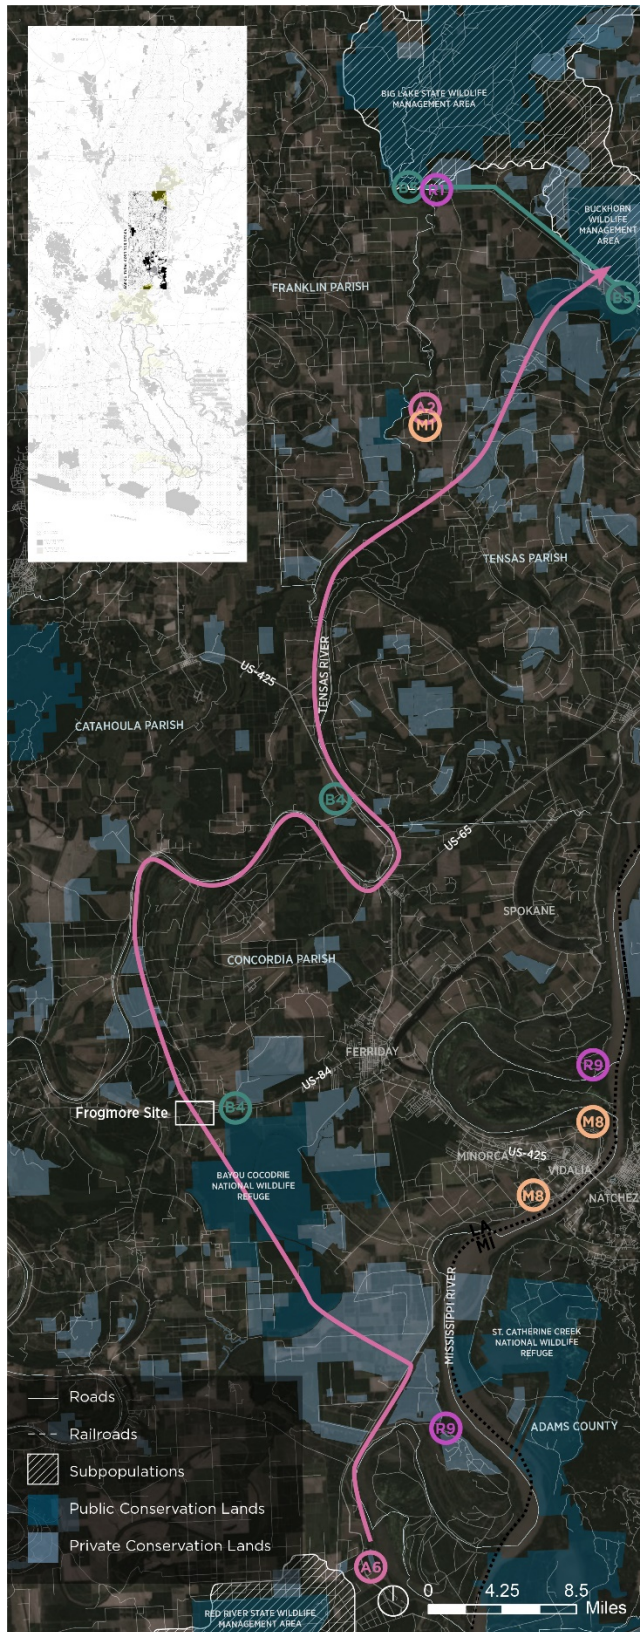 BIG LAKE STATE WILDLIFE
MANAGEMENT AREA
R1
BUCKHORN
WILDLIFE
MANAGEMENT
AREA
FRANKLIN PARISH
B5
A2
M1
TENSAS PARISH
US-425
TENSAS RIVER
CATAHOULA PARISH
B4
US-65
SPOKANE
CONCORDIA PARISH
FERRIDAY
R9
US-84
Frogmore Site
B4
M8
MINORCA
US-425
VIDALIA
BAYOU COCODRIE
NATIONAL WILDLIFE
REFUGE
M8
NATCHEZ
LA
MI
MISSISSIPPI RIVER
ST. CATHERINE CREEK
NATIONAL WILDLIFE
REFUGE
Roads
R9
ADAMS COUNTY
Railroads
Subpopulations
Public Conservation Lands
Private Conservation Lands
A6
0 4.25 8.5
Miles
RED RIVER STATE WILDLIFE
MANAGEMENT AREA